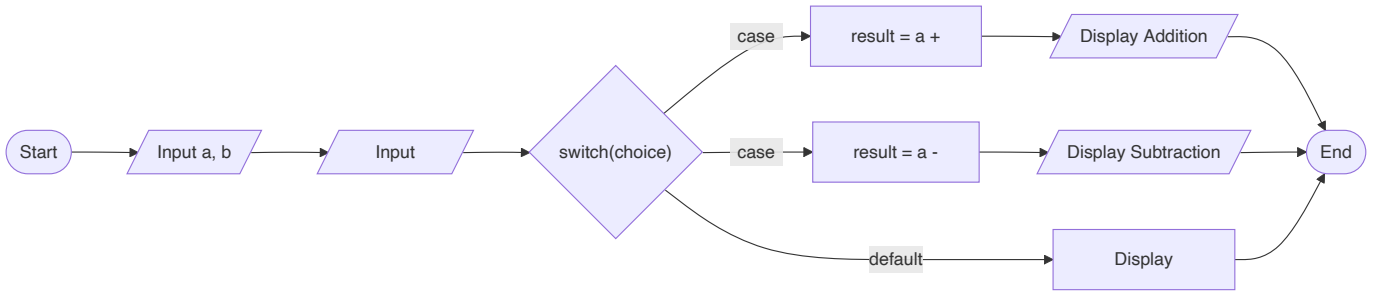 Start
Input a, b
Input
switch(choice)
case
result = a +
Display Addition
case
result = a -
Display Subtraction
End
default
Display